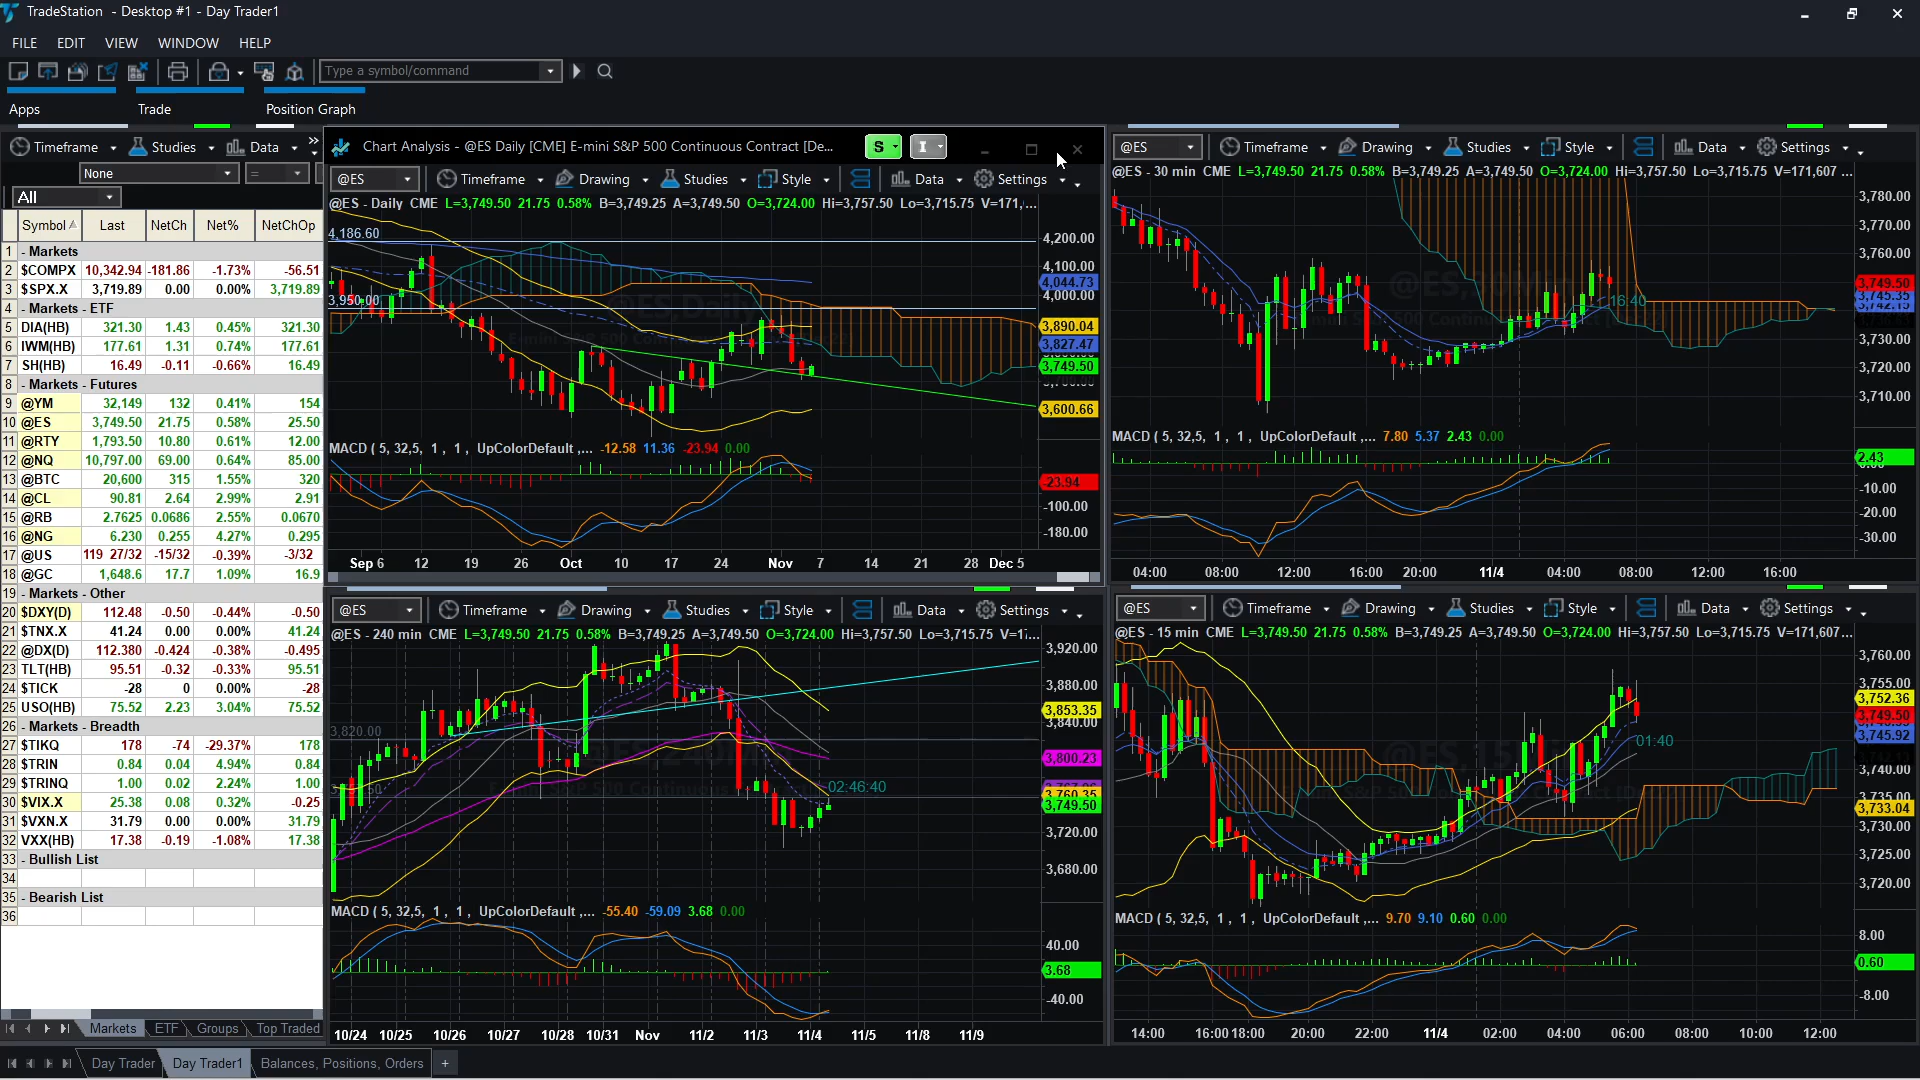 TradeStation - Desktop #1 - Day Trader1
FILE EDIT VIEW WINDOW HELP
Type a symbol/command
Apps Trade Position Graph
Timeframe Studies Data
None =
All
Symbol Last NetCh Net% NetChOp
1 - Markets
2 $COMPX 10,342.94 -181.86 -1.73% -56.51
3 $SPX.X 3,719.89 0.00 0.00% 3,719.89
4 - Markets - ETF
5 DIA(HB) 321.30 1.43 0.45% 321.30
6 IWM(HB) 177.61 1.31 0.74% 177.61
7 SH(HB) 16.49 -0.11 -0.66% 16.49
8 - Markets - Futures
9 @YM 32,149 132 0.41% 154
10 @ES 3,749.50 21.75 0.58% 25.50
11 @RTY 1,793.50 10.80 0.61% 12.00
12 @NQ 10,797.00 69.00 0.64% 85.00
13 @BTC 20,600 315 1.55% 320
14 @CL 90.81 2.64 2.99% 2.91
15 @RB 2.7625 0.0686 2.55% 0.0670
16 @NG 6.230 0.255 4.27% 0.295
17 @US 119 27/32 -15/32 -0.39% -3/32
18 @GC 1,648.6 17.7 1.09% 16.9
19 - Markets - Other
20 $DXY(D) 112.48 -0.50 -0.44% -0.50
21 $TNX.X 41.24 0.00 0.00% 41.24
22 @DX(D) 112.380 -0.424 -0.38% -0.495
23 TLT(HB) 95.51 -0.32 -0.33% 95.51
24 $TICK -28 0 0.00% -28
25 USO(HB) 75.52 2.23 3.04% 75.52
26 - Markets - Breadth
27 $TIKQ 178 -74 -29.37% 178
28 $TRIN 0.84 0.04 4.94% 0.84
29 $TRINQ 1.00 0.02 2.24% 1.00
30 $VIX.X 25.38 0.08 0.32% -0.25
31 $VXN.X 31.79 0.00 0.00% 31.79
32 VXX(HB) 17.38 -0.19 -1.08% 17.38
33 - Bullish List
34
35 - Bearish List
36
Markets ETF Groups Top Traded
Chart Analysis - @ES Daily [CME] E-mini S&P 500 Continuous Contract [De... S I
@ES Timeframe Drawing Studies Style Data Settings
@ES - Daily CME L=3,749.50 21.75 0.58% B=3,749.25 A=3,749.50 O=3,724.00 Hi=3,757.50 Lo=3,715.75 V=171,...
4,186.60
3,950.00
@ES,Daily
4,200.00
4,100.00
4,044.73
4,000.00
3,890.04
3,827.47
3,749.50
3,600.66
MACD ( 5, 32,5, 1 , 1 , UpColorDefault ,... -12.58 11.36 -23.94 0.00
-23.94
-100.00
-180.00
Sep 6 12 19 26 Oct 10 17 24 Nov 7 14 21 28 Dec 5
@ES Timeframe Drawing Studies Style Data Settings
@ES - 30 min CME L=3,749.50 21.75 0.58% B=3,749.25 A=3,749.50 O=3,724.00 Hi=3,757.50 Lo=3,715.75 V=171,607 ...
16:40
3,780.00
3,770.00
3,760.00
3,749.50
3,745.35
3,730.00
3,720.00
3,710.00
MACD ( 5, 32,5, 1 , 1 , UpColorDefault ,... 7.80 5.37 2.43 0.00
2.43
-10.00
-20.00
-30.00
04:00 08:00 12:00 16:00 20:00 11/4 04:00 08:00 12:00 16:00
@ES Timeframe Drawing Studies Style Data Settings
@ES - 240 min CME L=3,749.50 21.75 0.58% B=3,749.25 A=3,749.50 O=3,724.00 Hi=3,757.50 Lo=3,715.75 V=17...
3,820.00
02:46:40
3,920.00
3,880.00
3,853.35
3,840.00
3,800.23
3,760.35
3,749.50
3,720.00
3,680.00
MACD ( 5, 32,5, 1 , 1 , UpColorDefault ,... -55.40 -59.09 3.68 0.00
40.00
3.68
-40.00
10/24 10/25 10/26 10/27 10/28 10/31 Nov 11/2 11/3 11/4 11/5 11/8 11/9
@ES Timeframe Drawing Studies Style Data Settings
@ES - 15 min CME L=3,749.50 21.75 0.58% B=3,749.25 A=3,749.50 O=3,724.00 Hi=3,757.50 Lo=3,715.75 V=171,607...
01:40
3,760.00
3,755.00
3,752.36
3,749.50
3,745.92
3,740.00
3,735.00
3,733.04
3,730.00
3,725.00
3,720.00
MACD ( 5, 32,5, 1 , 1 , UpColorDefault ,... 9.70 9.10 0.60 0.00
8.00
0.60
-8.00
14:00 16:00 18:00 20:00 22:00 11/4 02:00 04:00 06:00 08:00 10:00 12:00
Day Trader Day Trader1 Balances, Positions, Orders +